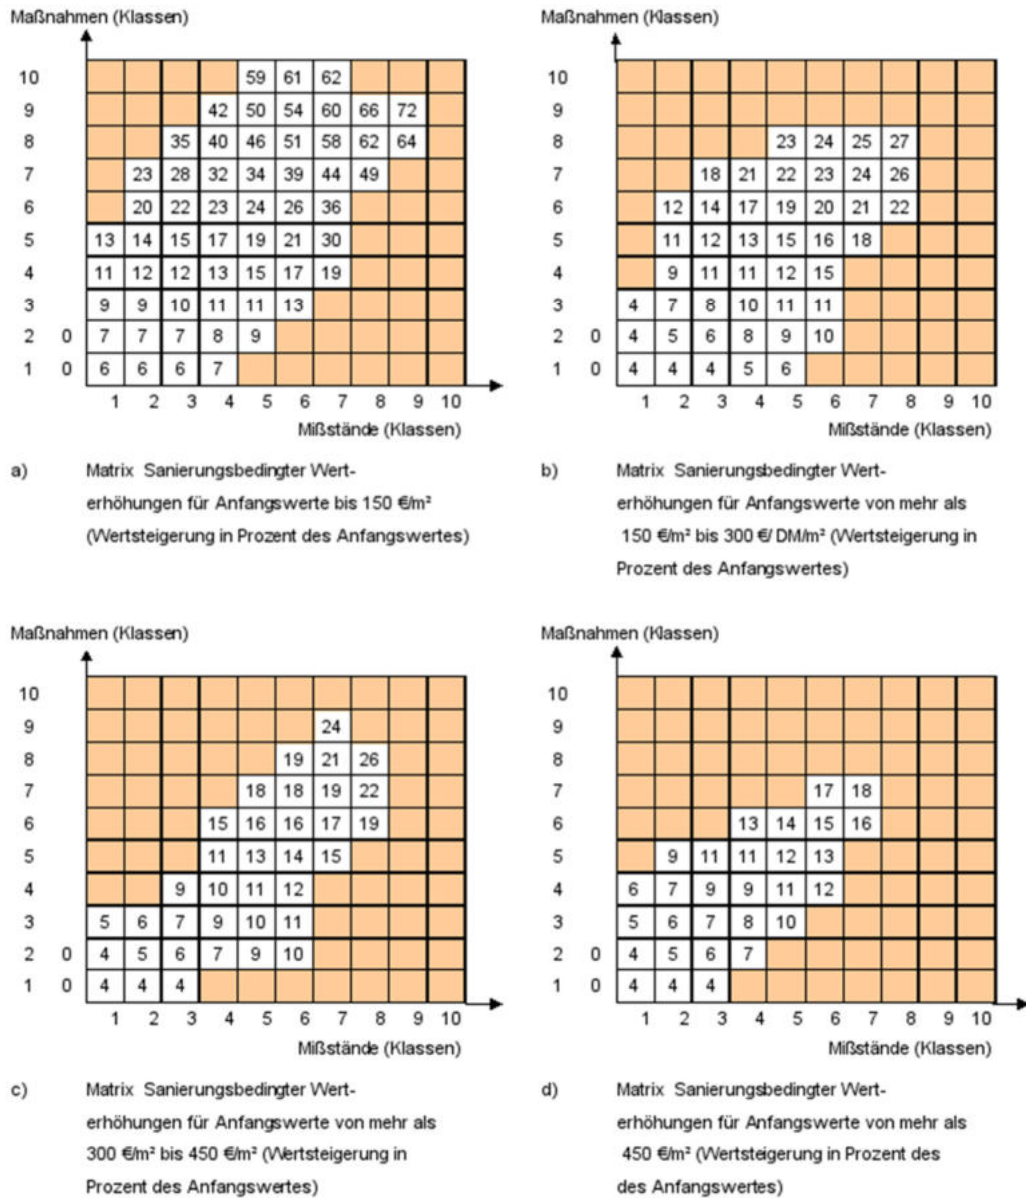 Maßnahmen (Klassen)
10 59 61 62
9 42 50 54 60 66 72
8 35 40 46 51 58 62 64
7 23 28 32 34 39 44 49
6 20 22 23 24 26 36
5 13 14 15 17 19 21 30
4 11 12 12 13 15 17 19
3 9 9 10 11 11 13
2 0 7 7 7 8 9
1 0 6 6 6 7
1 2 3 4 5 6 7 8 9 10
Mißstände (Klassen)
a) Matrix Sanierungsbedingter Wert-
erhöhungen für Anfangswerte bis 150 €/m²
(Wertsteigerung in Prozent des Anfangswertes)
Maßnahmen (Klassen)
10
9
8 23 24 25 27
7 18 21 22 23 24 26
6 12 14 17 19 20 21 22
5 11 12 13 15 16 18
4 9 11 11 12 15
3 4 7 8 10 11 11
2 0 4 5 6 8 9 10
1 0 4 4 4 5 6
1 2 3 4 5 6 7 8 9 10
Mißstände (Klassen)
b) Matrix Sanierungsbedingter Wert-
erhöhungen für Anfangswerte von mehr als
150 €/m² bis 300 €/ DM/m² (Wertsteigerung in
Prozent des Anfangswertes)
Maßnahmen (Klassen)
10
9 24
8 19 21 26
7 18 18 19 22
6 15 16 16 17 19
5 11 13 14 15
4 9 10 11 12
3 5 6 7 9 10 11
2 0 4 5 6 7 9 10
1 0 4 4 4
1 2 3 4 5 6 7 8 9 10
Mißstände (Klassen)
c) Matrix Sanierungsbedingter Wert-
erhöhungen für Anfangswerte von mehr als
300 €/m² bis 450 €/m² (Wertsteigerung in
Prozent des Anfangswertes)
Maßnahmen (Klassen)
10
9
8
7 17 18
6 13 14 15 16
5 9 11 11 12 13
4 6 7 9 9 11 12
3 5 6 7 8 10
2 0 4 5 6 7
1 0 4 4 4
1 2 3 4 5 6 7 8 9 10
Mißstände (Klassen)
d) Matrix Sanierungsbedingter Wert-
erhöhungen für Anfangswerte von mehr als
450 €/m² (Wertsteigerung in Prozent des
des Anfangswertes)